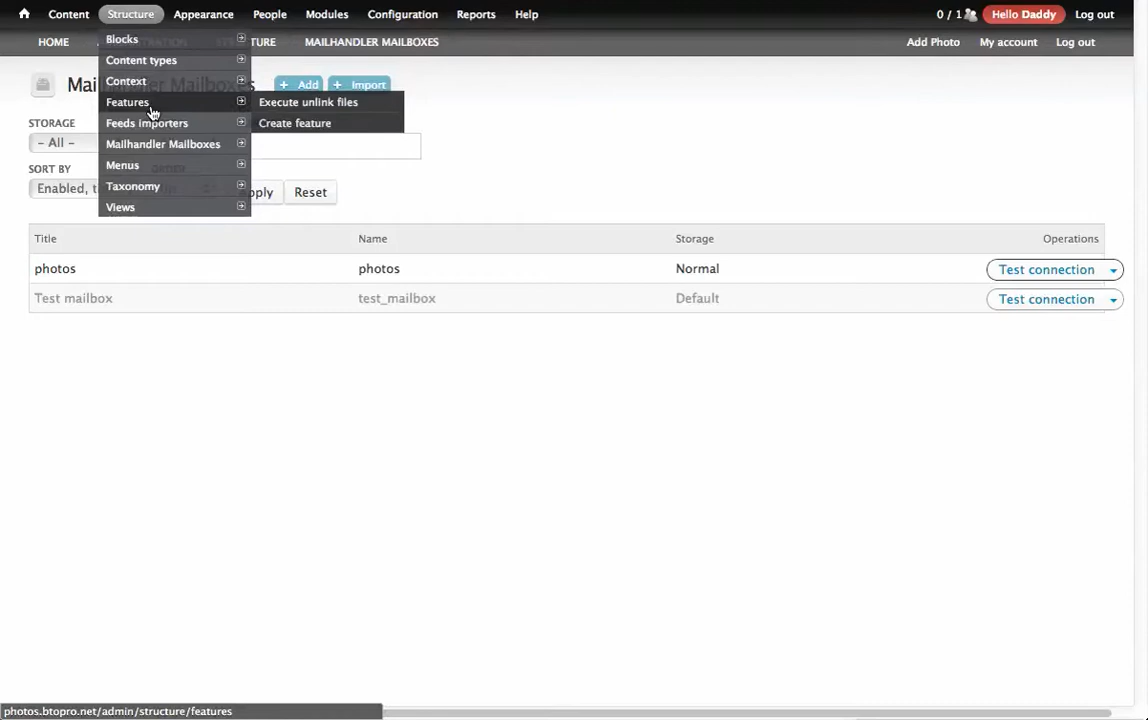 Content Structure Appearance People Modules Configuration Reports Help 0 / 1 Hello Daddy Log out
HOME STRUCTURE MAILHANDLER MAILBOXES Add Photo My account Log out
Mailhandler Mailboxes + Add + Import
Blocks
Content types
Context
Features
Feeds importers
Mailhandler Mailboxes
Menus
Taxonomy
Views
Execute unlink files
Create feature
STORAGE
- All -
SORT BY
Enabled, t
Apply Reset
Title Name Storage Operations
photos photos Normal Test connection
Test mailbox test_mailbox Default Test connection
photos.btopro.net/admin/structure/features